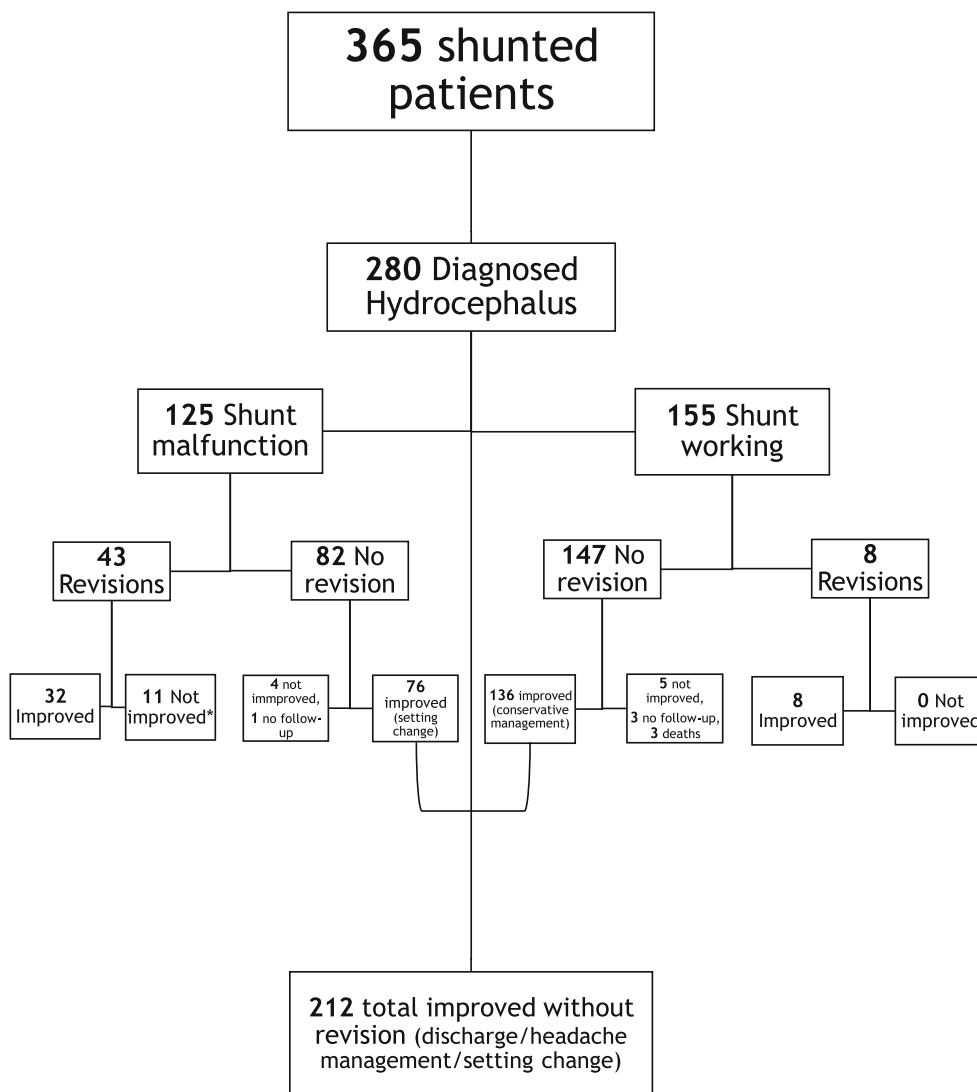 365 shunted
patients
280 Diagnosed
Hydrocephalus
125 Shunt
malfunction
155 Shunt
working
43
Revisions
82 No
revision
147 No
revision
8
Revisions
32
Improved
11 Not
improved*
4 not
immproved,
1 no follow-
up
76
improved
(setting
change)
136 improved
(conservative
management)
5 not
improved,
3 no follow-up,
3 deaths
8
Improved
0 Not
improved
212 total improved without
revision (discharge/headache
management/setting change)